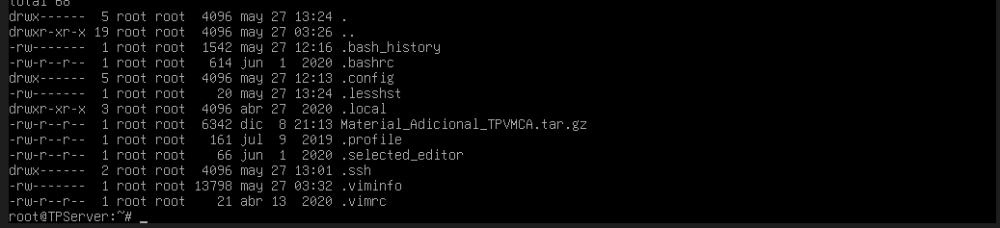 total 68
drwx------  5 root root  4096 may 27 13:24 .
drwxr-xr-x 19 root root  4096 may 27 03:26 ..
-rw-------  1 root root  1542 may 27 12:16 .bash_history
-rw-r--r--  1 root root   614 jun  1  2020 .bashrc
drwx------  5 root root  4096 may 27 12:13 .config
-rw-------  1 root root    20 may 27 13:24 .lesshst
drwxr-xr-x  3 root root  4096 abr 27  2020 .local
-rw-r--r--  1 root root  6342 dic  8 21:13 Material_Adicional_TPVMCA.tar.gz
-rw-r--r--  1 root root   161 jul  9  2019 .profile
-rw-r--r--  1 root root    66 jun  1  2020 .selected_editor
drwx------  2 root root  4096 may 27 13:01 .ssh
-rw-------  1 root root 13798 may 27 03:32 .viminfo
-rw-r--r--  1 root root    21 abr 13  2020 .vimrc
root@TPServer:~# _